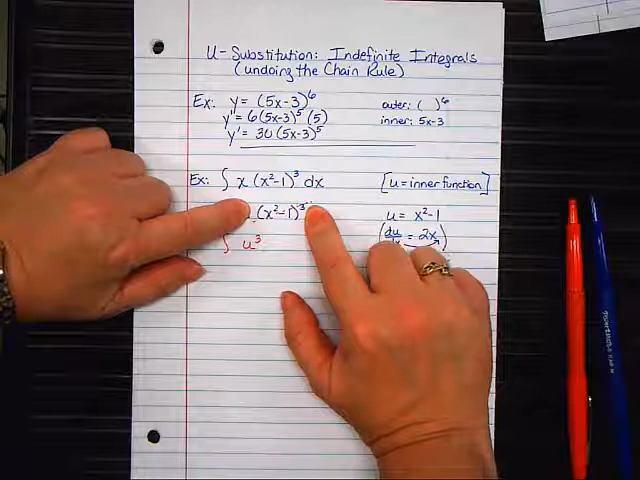 U-Substitution: Indefinite Integrals
(undoing the Chain Rule)
Ex: y = (5x-3)⁶
outer: ( )⁶
y' = 6(5x-3)⁵(5)
inner: 5x-3
y' = 30(5x-3)⁵
Ex: ∫ x(x²-1)³ dx
[u = inner function]
(x²-1)³
u = x²-1
∫ u³
(du = 2x)